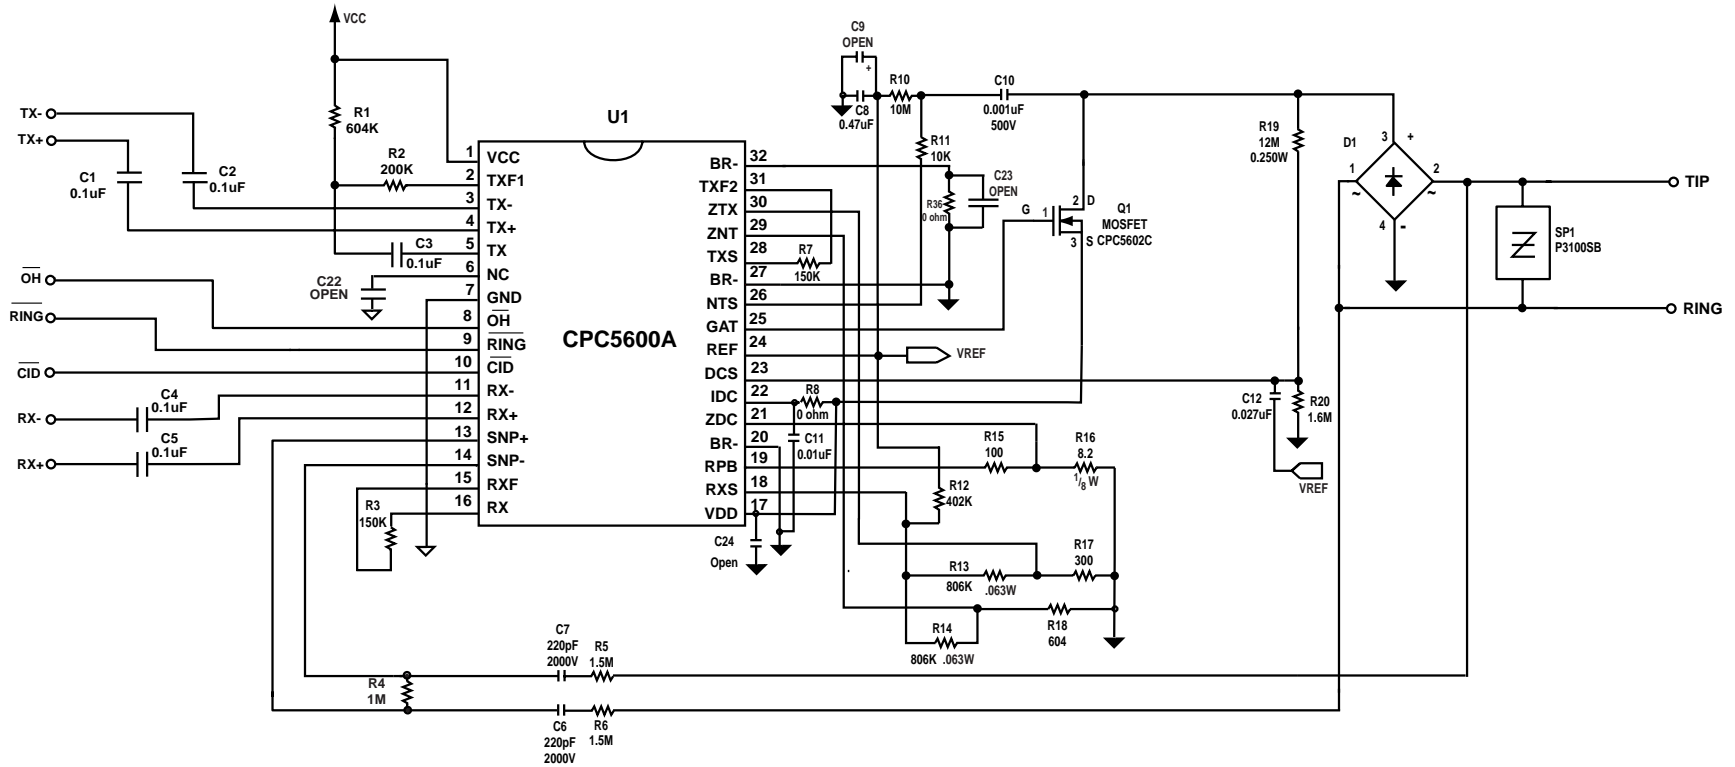 VCC
C9
OPEN
+
C8
0.47uF
R10
10M
C10
0.001uF
500V
R11
10K
R19
12M
0.250W
D1
3
+
1
~
2
~
4
-
TIP
RING
SP1
P3100SB
TX-
TX+
C1
0.1uF
C2
0.1uF
R1
604K
R2
200K
C3
0.1uF
C22
OPEN
OH
RING
CID
C4
0.1uF
RX-
C5
0.1uF
RX+
R3
150K
U1
CPC5600A
1 VCC
2 TXF1
3 TX-
4 TX+
5 TX
6 NC
7 GND
8 OH
9 RING
10 CID
11 RX-
12 RX+
13 SNP+
14 SNP-
15 RXF
16 RX
BR- 32
TXF2 31
ZTX 30
ZNT 29
TXS 28
BR- 27
NTS 26
GAT 25
REF 24
DCS 23
IDC 22
ZDC 21
BR- 20
RPB 19
RXS 18
VDD 17
R7
150K
R36
0 ohm
C23
OPEN
G 1
2 D
3 S
Q1
MOSFET
CPC5602C
VREF
R8
0 ohm
C11
0.01uF
C12
0.027uF
R20
1.6M
VREF
R15
100
R16
8.2
1/8 W
R12
402K
C24
Open
R13
806K .063W
R17
300
R14
806K .063W
R18
604
C7
220pF
2000V
R5
1.5M
R4
1M
C6
220pF
2000V
R6
1.5M